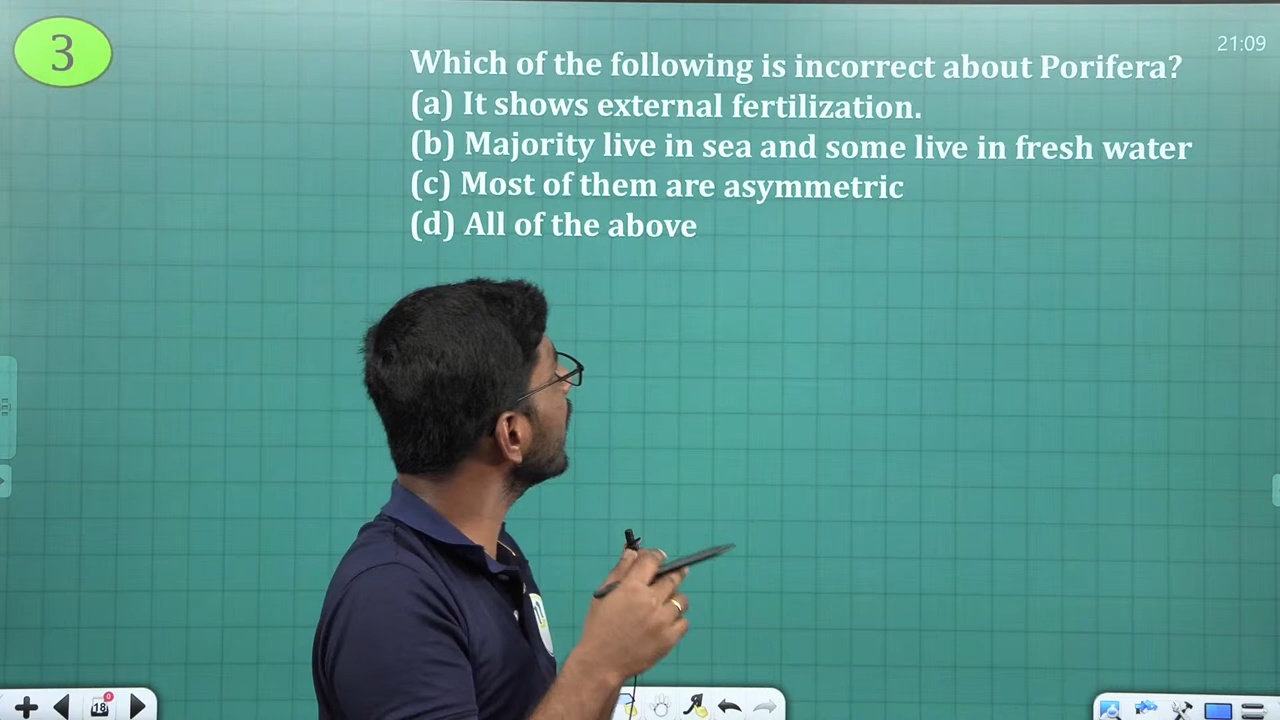 3
21:09
Which of the following is incorrect about Porifera?
(a) It shows external fertilization.
(b) Majority live in sea and some live in fresh water
(c) Most of them are asymmetric
(d) All of the above
18
0